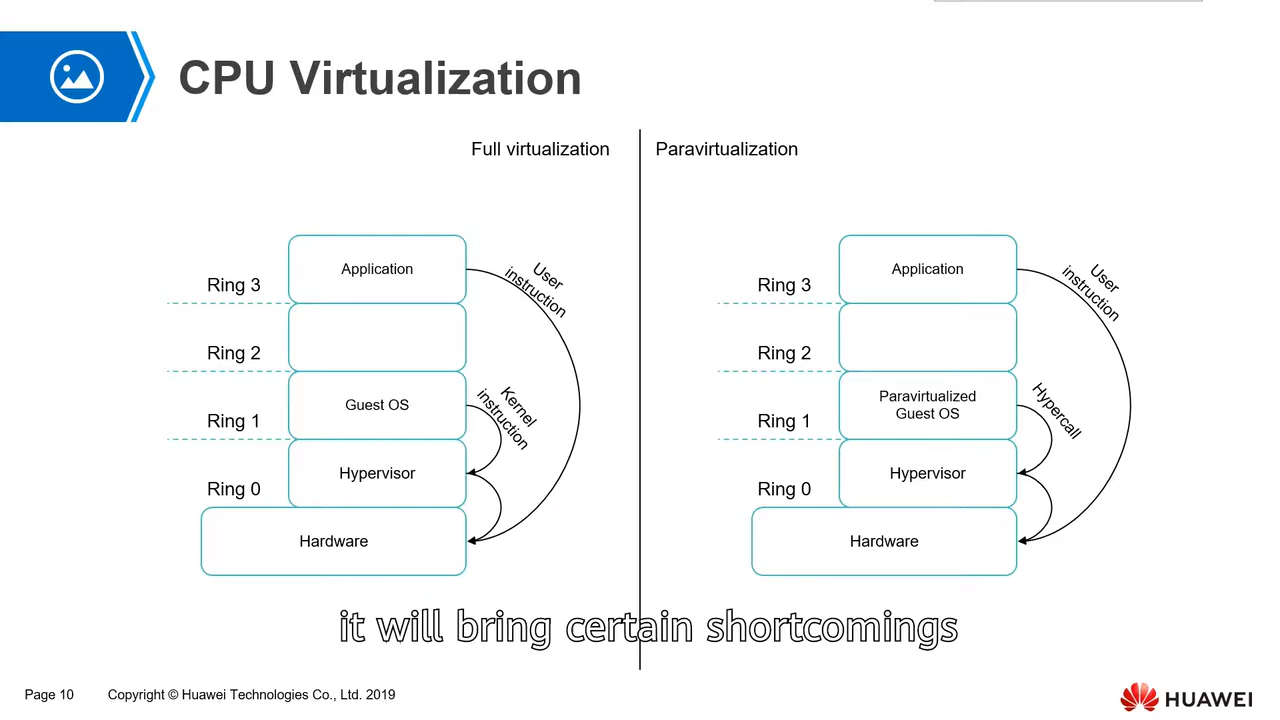 CPU Virtualization
Full virtualization
Application
User
instruction
Ring 3
Ring 2
Guest OS
Kernel
instruction
Ring 1
Hypervisor
Ring 0
Hardware
Paravirtualization
Application
User
instruction
Ring 3
Ring 2
Paravirtualized
Guest OS
Hypercall
Ring 1
Hypervisor
Ring 0
Hardware
it will bring certain shortcomings
Page 10
Copyright © Huawei Technologies Co., Ltd. 2019
HUAWEI